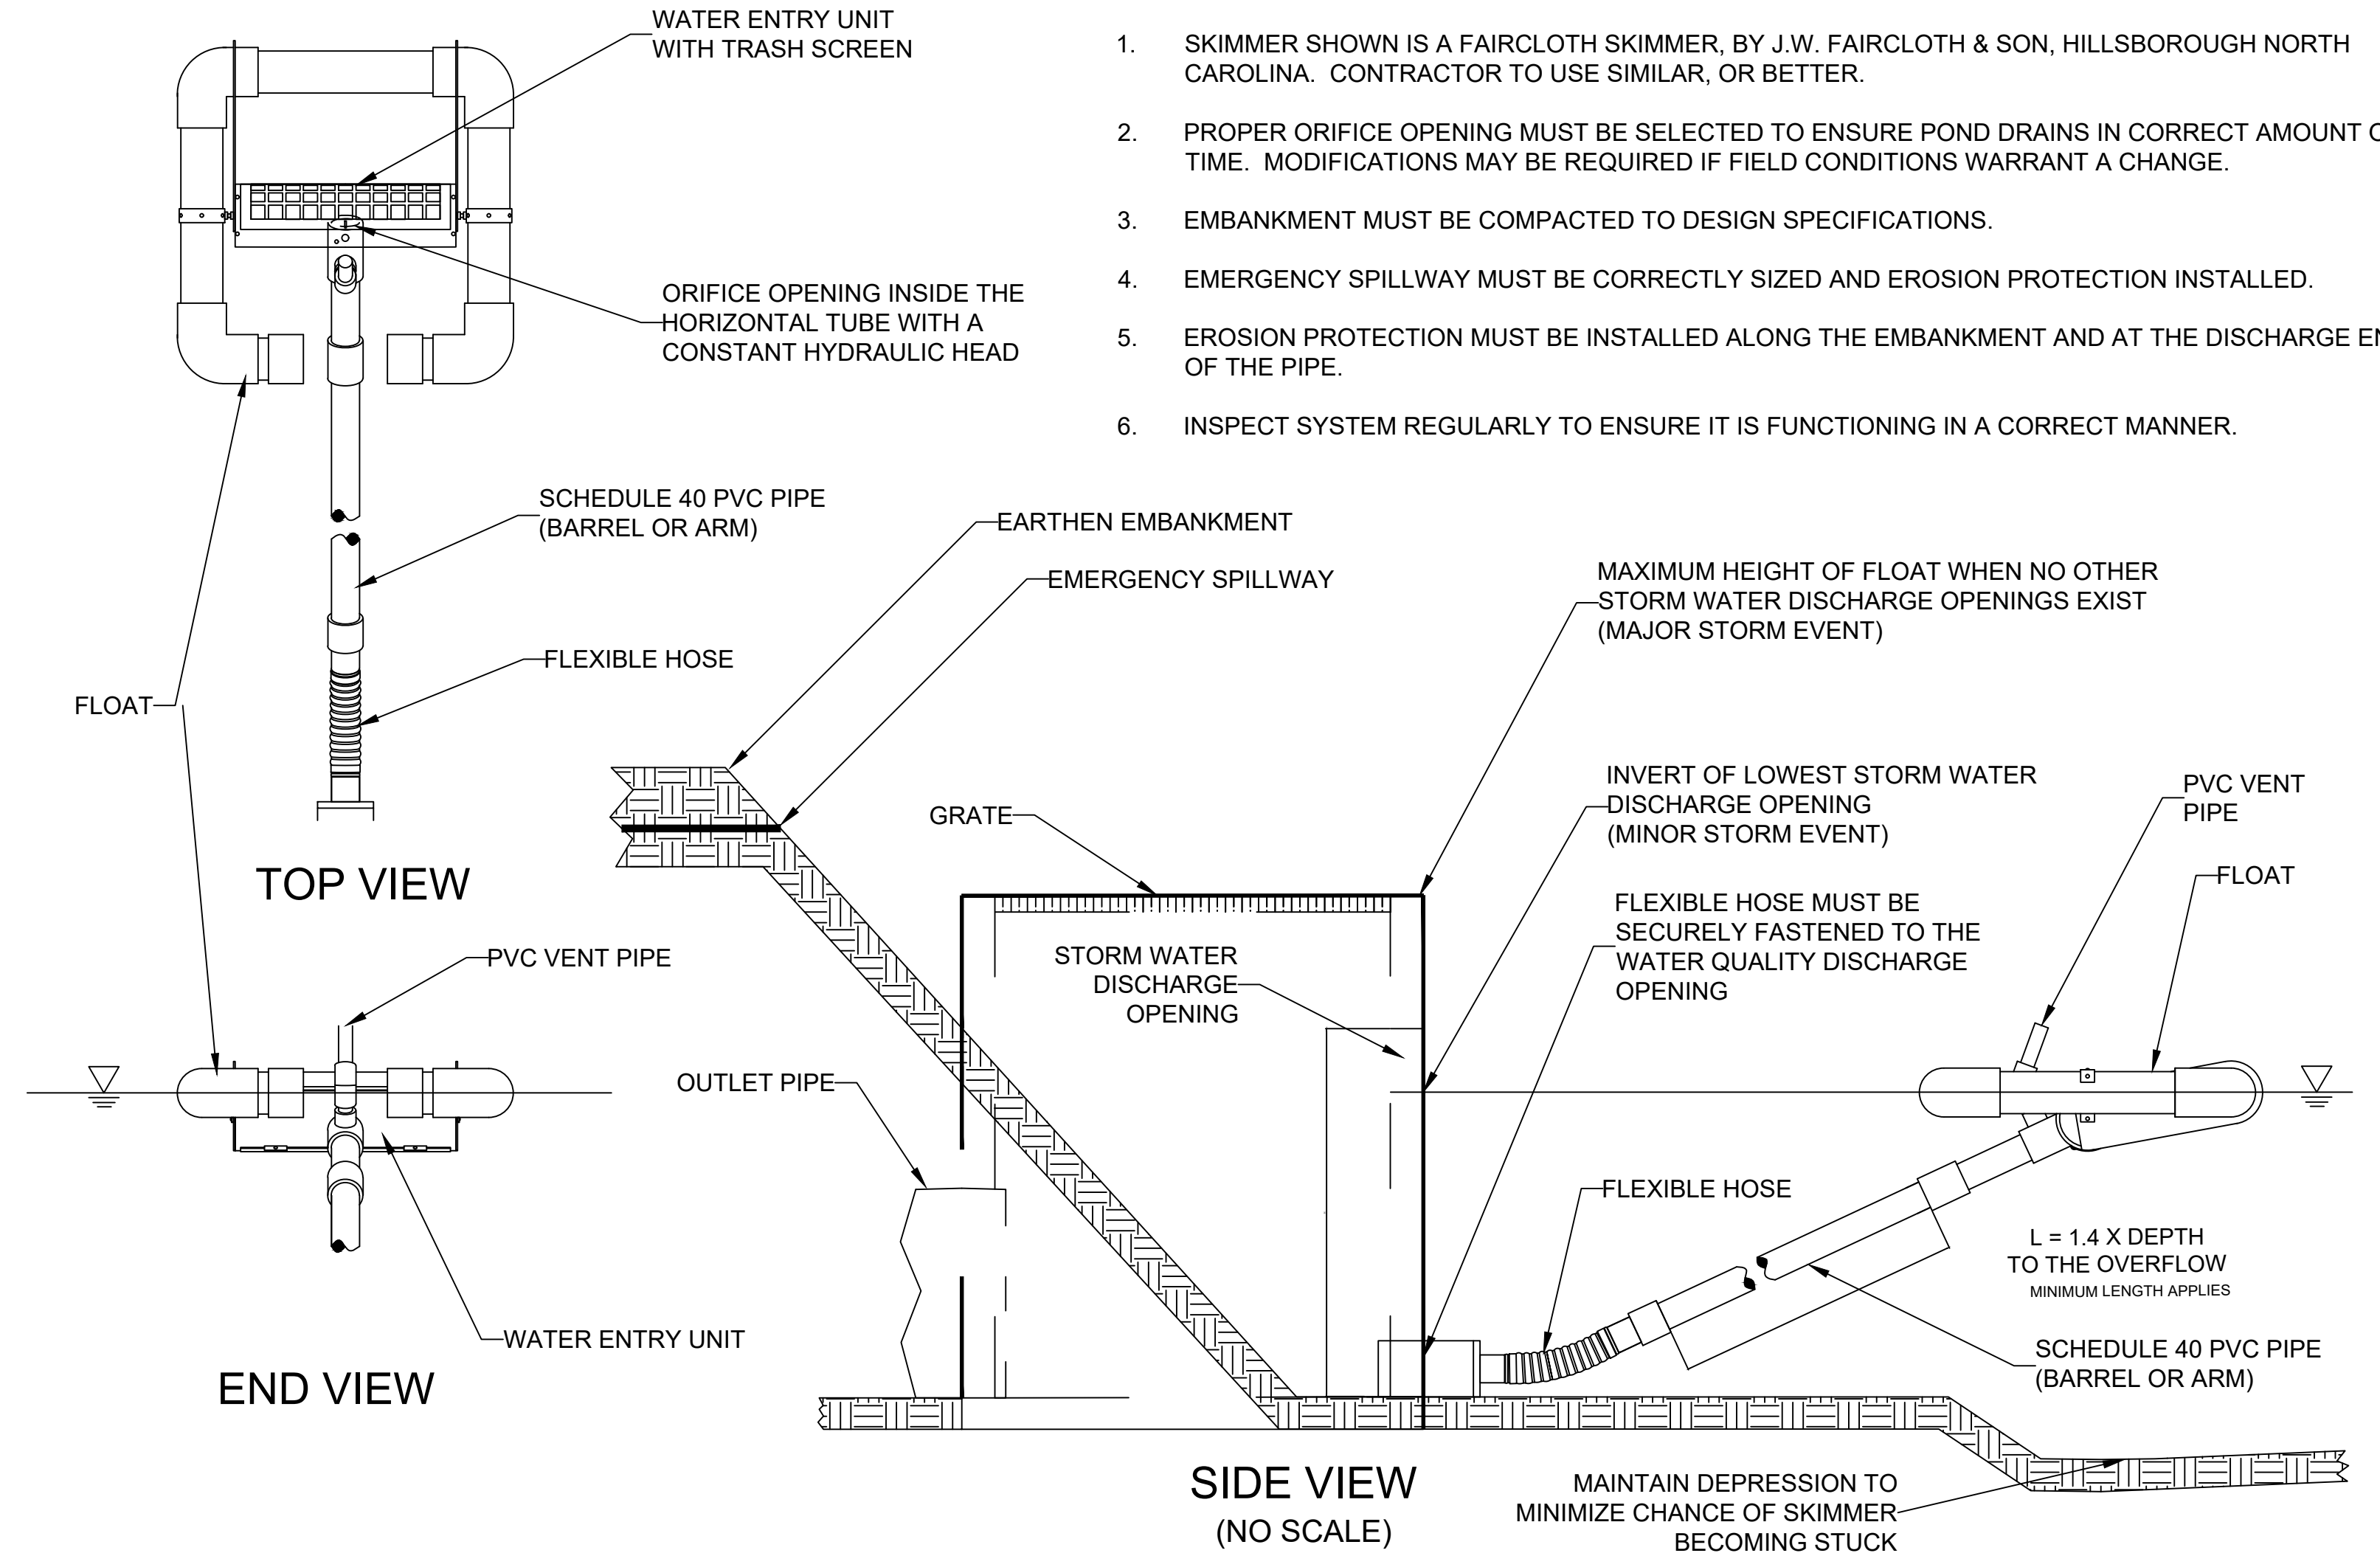 WATER ENTRY UNIT
WITH TRASH SCREEN
ORIFICE OPENING INSIDE THE
HORIZONTAL TUBE WITH A
CONSTANT HYDRAULIC HEAD
SCHEDULE 40 PVC PIPE
(BARREL OR ARM)
FLEXIBLE HOSE
FLOAT
TOP VIEW
1. SKIMMER SHOWN IS A FAIRCLOTH SKIMMER, BY J.W. FAIRCLOTH & SON, HILLSBOROUGH NORTH
CAROLINA. CONTRACTOR TO USE SIMILAR, OR BETTER.
2. PROPER ORIFICE OPENING MUST BE SELECTED TO ENSURE POND DRAINS IN CORRECT AMOUNT
TIME. MODIFICATIONS MAY BE REQUIRED IF FIELD CONDITIONS WARRANT A CHANGE.
3. EMBANKMENT MUST BE COMPACTED TO DESIGN SPECIFICATIONS.
4. EMERGENCY SPILLWAY MUST BE CORRECTLY SIZED AND EROSION PROTECTION INSTALLED.
5. EROSION PROTECTION MUST BE INSTALLED ALONG THE EMBANKMENT AND AT THE DISCHARGE
OF THE PIPE.
6. INSPECT SYSTEM REGULARLY TO ENSURE IT IS FUNCTIONING IN A CORRECT MANNER.
PVC VENT PIPE
WATER ENTRY UNIT
END VIEW
EARTHEN EMBANKMENT
EMERGENCY SPILLWAY
MAXIMUM HEIGHT OF FLOAT WHEN NO OTHER
STORM WATER DISCHARGE OPENINGS EXIST
(MAJOR STORM EVENT)
GRATE
INVERT OF LOWEST STORM WATER
DISCHARGE OPENING
(MINOR STORM EVENT)
PVC VENT
PIPE
FLOAT
FLEXIBLE HOSE MUST BE
SECURELY FASTENED TO THE
WATER QUALITY DISCHARGE
OPENING
STORM WATER
DISCHARGE
OPENING
OUTLET PIPE
FLEXIBLE HOSE
L = 1.4 X DEPTH
TO THE OVERFLOW
MINIMUM LENGTH APPLIES
SCHEDULE 40 PVC PIPE
(BARREL OR ARM)
SIDE VIEW
(NO SCALE)
MAINTAIN DEPRESSION TO
MINIMIZE CHANCE OF SKIMMER
BECOMING STUCK